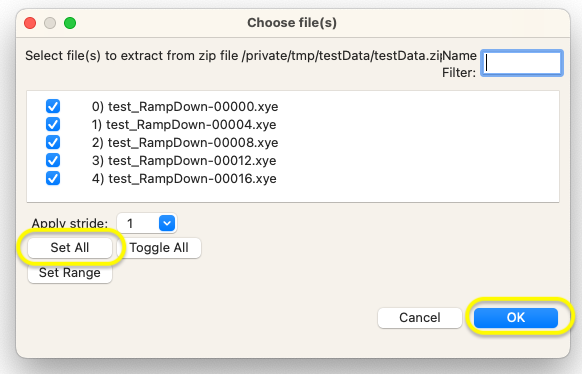 Choose file(s)
Select file(s) to extract from zip file /private/tmp/testData/testData.zip Name
Filter:
0) test_RampDown-00000.xye
1) test_RampDown-00004.xye
2) test_RampDown-00008.xye
3) test_RampDown-00012.xye
4) test_RampDown-00016.xye
Apply stride: 1
Set All Toggle All
Set Range
Cancel OK